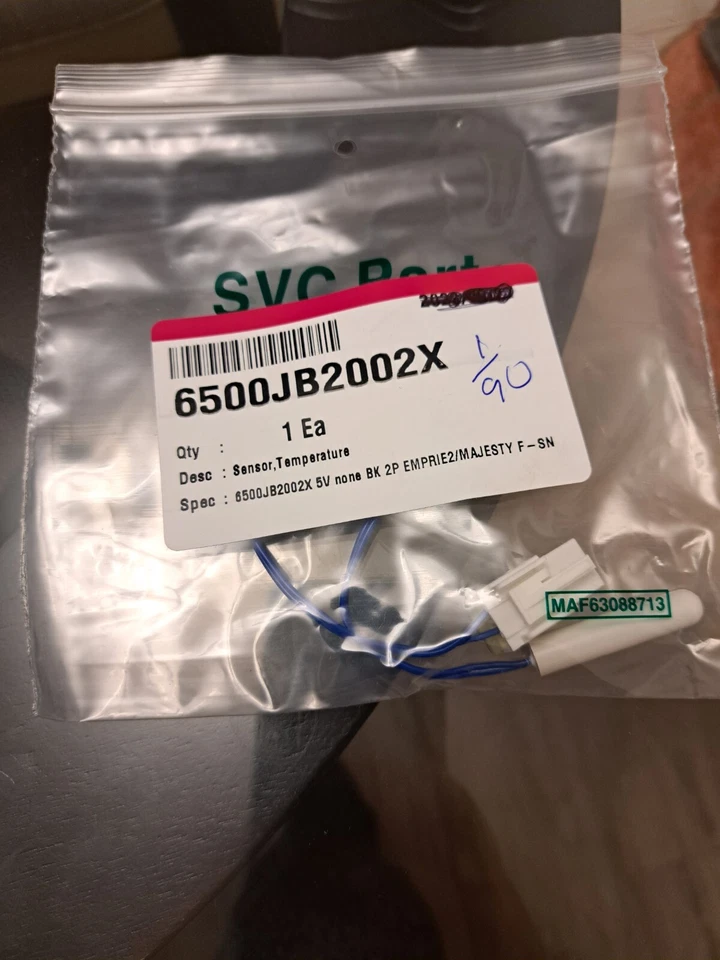 SVC Part
6500JB2002X
1/90
Qty : 1 Ea
Desc : Sensor,Temperature
Spec : 6500JB2002X 5V none BK 2P EMPRIE2/MAJESTY F-SN
MAF63088713